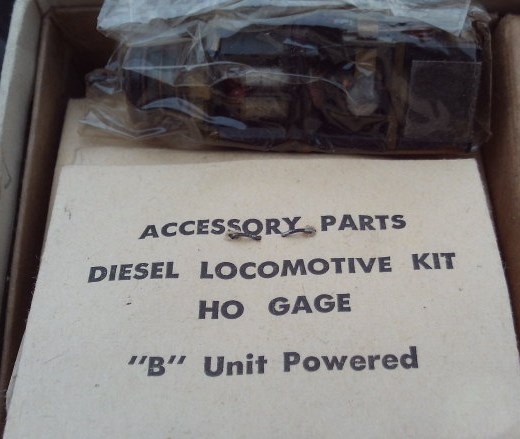 ACCESSORY PARTS
DIESEL LOCOMOTIVE KIT
HO GAGE
"B" Unit Powered